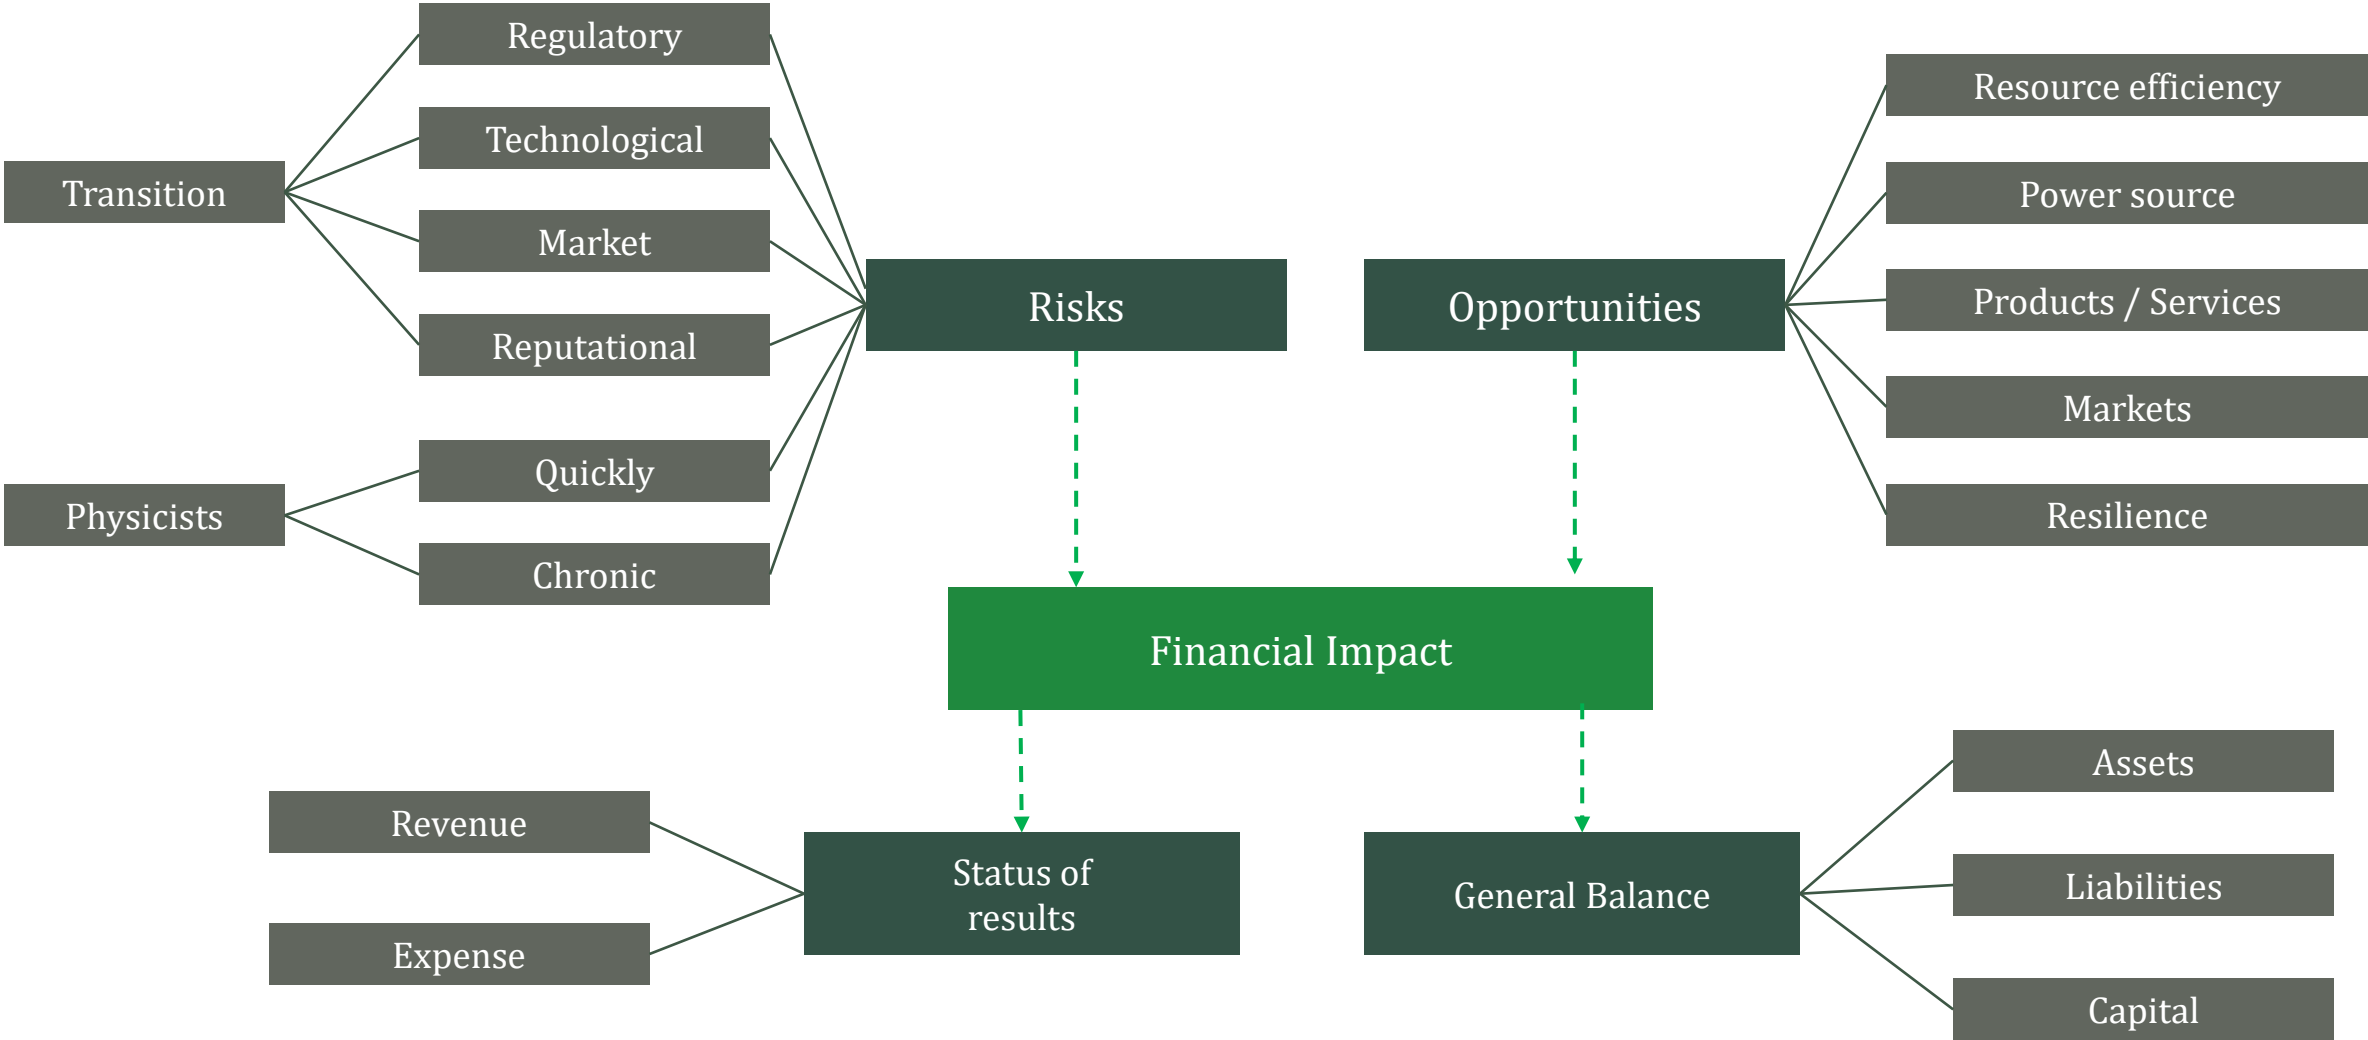 Regulatory
Technological
Transition
Market
Reputational
Quickly
Physicists
Chronic
Risks
Opportunities
Resource efficiency
Power source
Products / Services
Markets
Resilience
Financial Impact
Revenue
Expense
Status of
results
General Balance
Assets
Liabilities
Capital